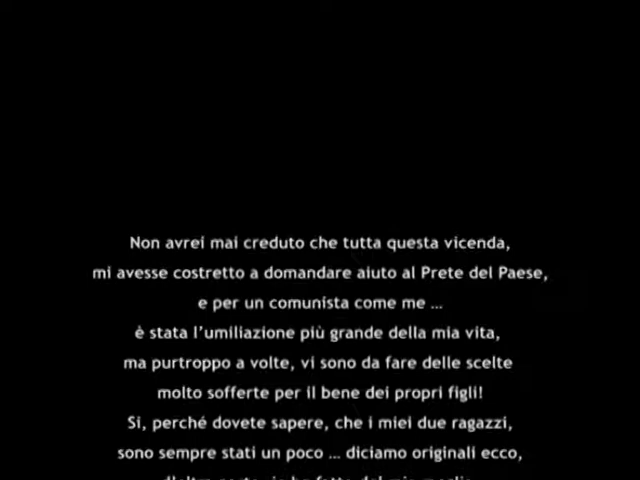 Non avrei mai creduto che tutta questa vicenda,
mi avesse costretto a domandare aiuto al Prete del Paese,
e per un comunista come me ...
è stata l'umiliazione più grande della mia vita,
ma purtroppo a volte, vi sono da fare delle scelte
molto sofferte per il bene dei propri figli!
Si, perché dovete sapere, che i miei due ragazzi,
sono sempre stati un poco ... diciamo originali ecco,